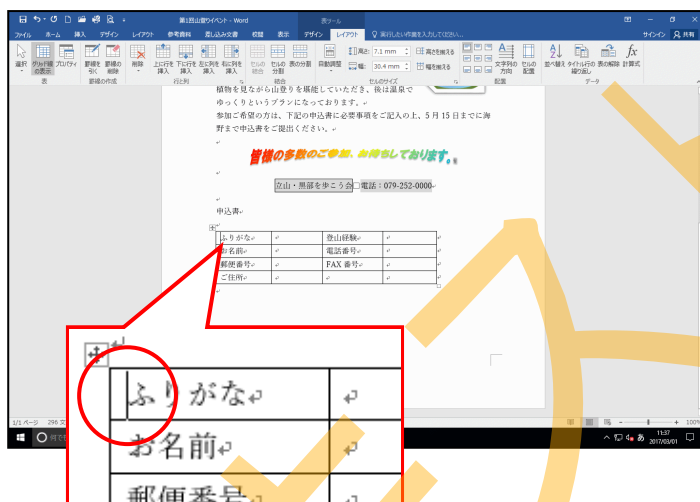 第1回山登りイベント - Word
表ツール
ファイル ホーム 挿入 デザイン レイアウト 参考資料 差し込み文書 校閲 表示 デザイン レイアウト 実行したい作業を入力してください... サインイン 共有
選択 グリッド線の表示 プロパティ 罫線を引く 罫線の削除 削除 上に行を挿入 下に行を挿入 左に列を挿入 右に列を挿入 セルの結合 セルの分割 表の分割 自動調整 高さ: 7.1 mm 高さを揃える 幅: 30.4 mm 幅を揃える 文字列の方向 セルの配置 並べ替え タイトル行の繰り返し 表の解除 計算式
表 罫線の作成 行と列 結合 セルのサイズ 配置 データ
植物を見ながら山登りを堪能していただき、後は温泉で
ゆっくりというプランになっております。
参加ご希望の方は、下記の申込書に必要事項をご記入の上、5 月 15 日までに海
野まで申込書をご提出ください。
皆様の多数のご参加、お待ちしております。
立山・黒部を歩こう会 電話：079-252-0000
申込書
ふりがな 登山経験
お名前 電話番号
郵便番号 FAX 番号
ご住所
ふりがな
お名前
郵便番号
1/1 ページ 296 文
100%
あ 11:37
2017/03/01